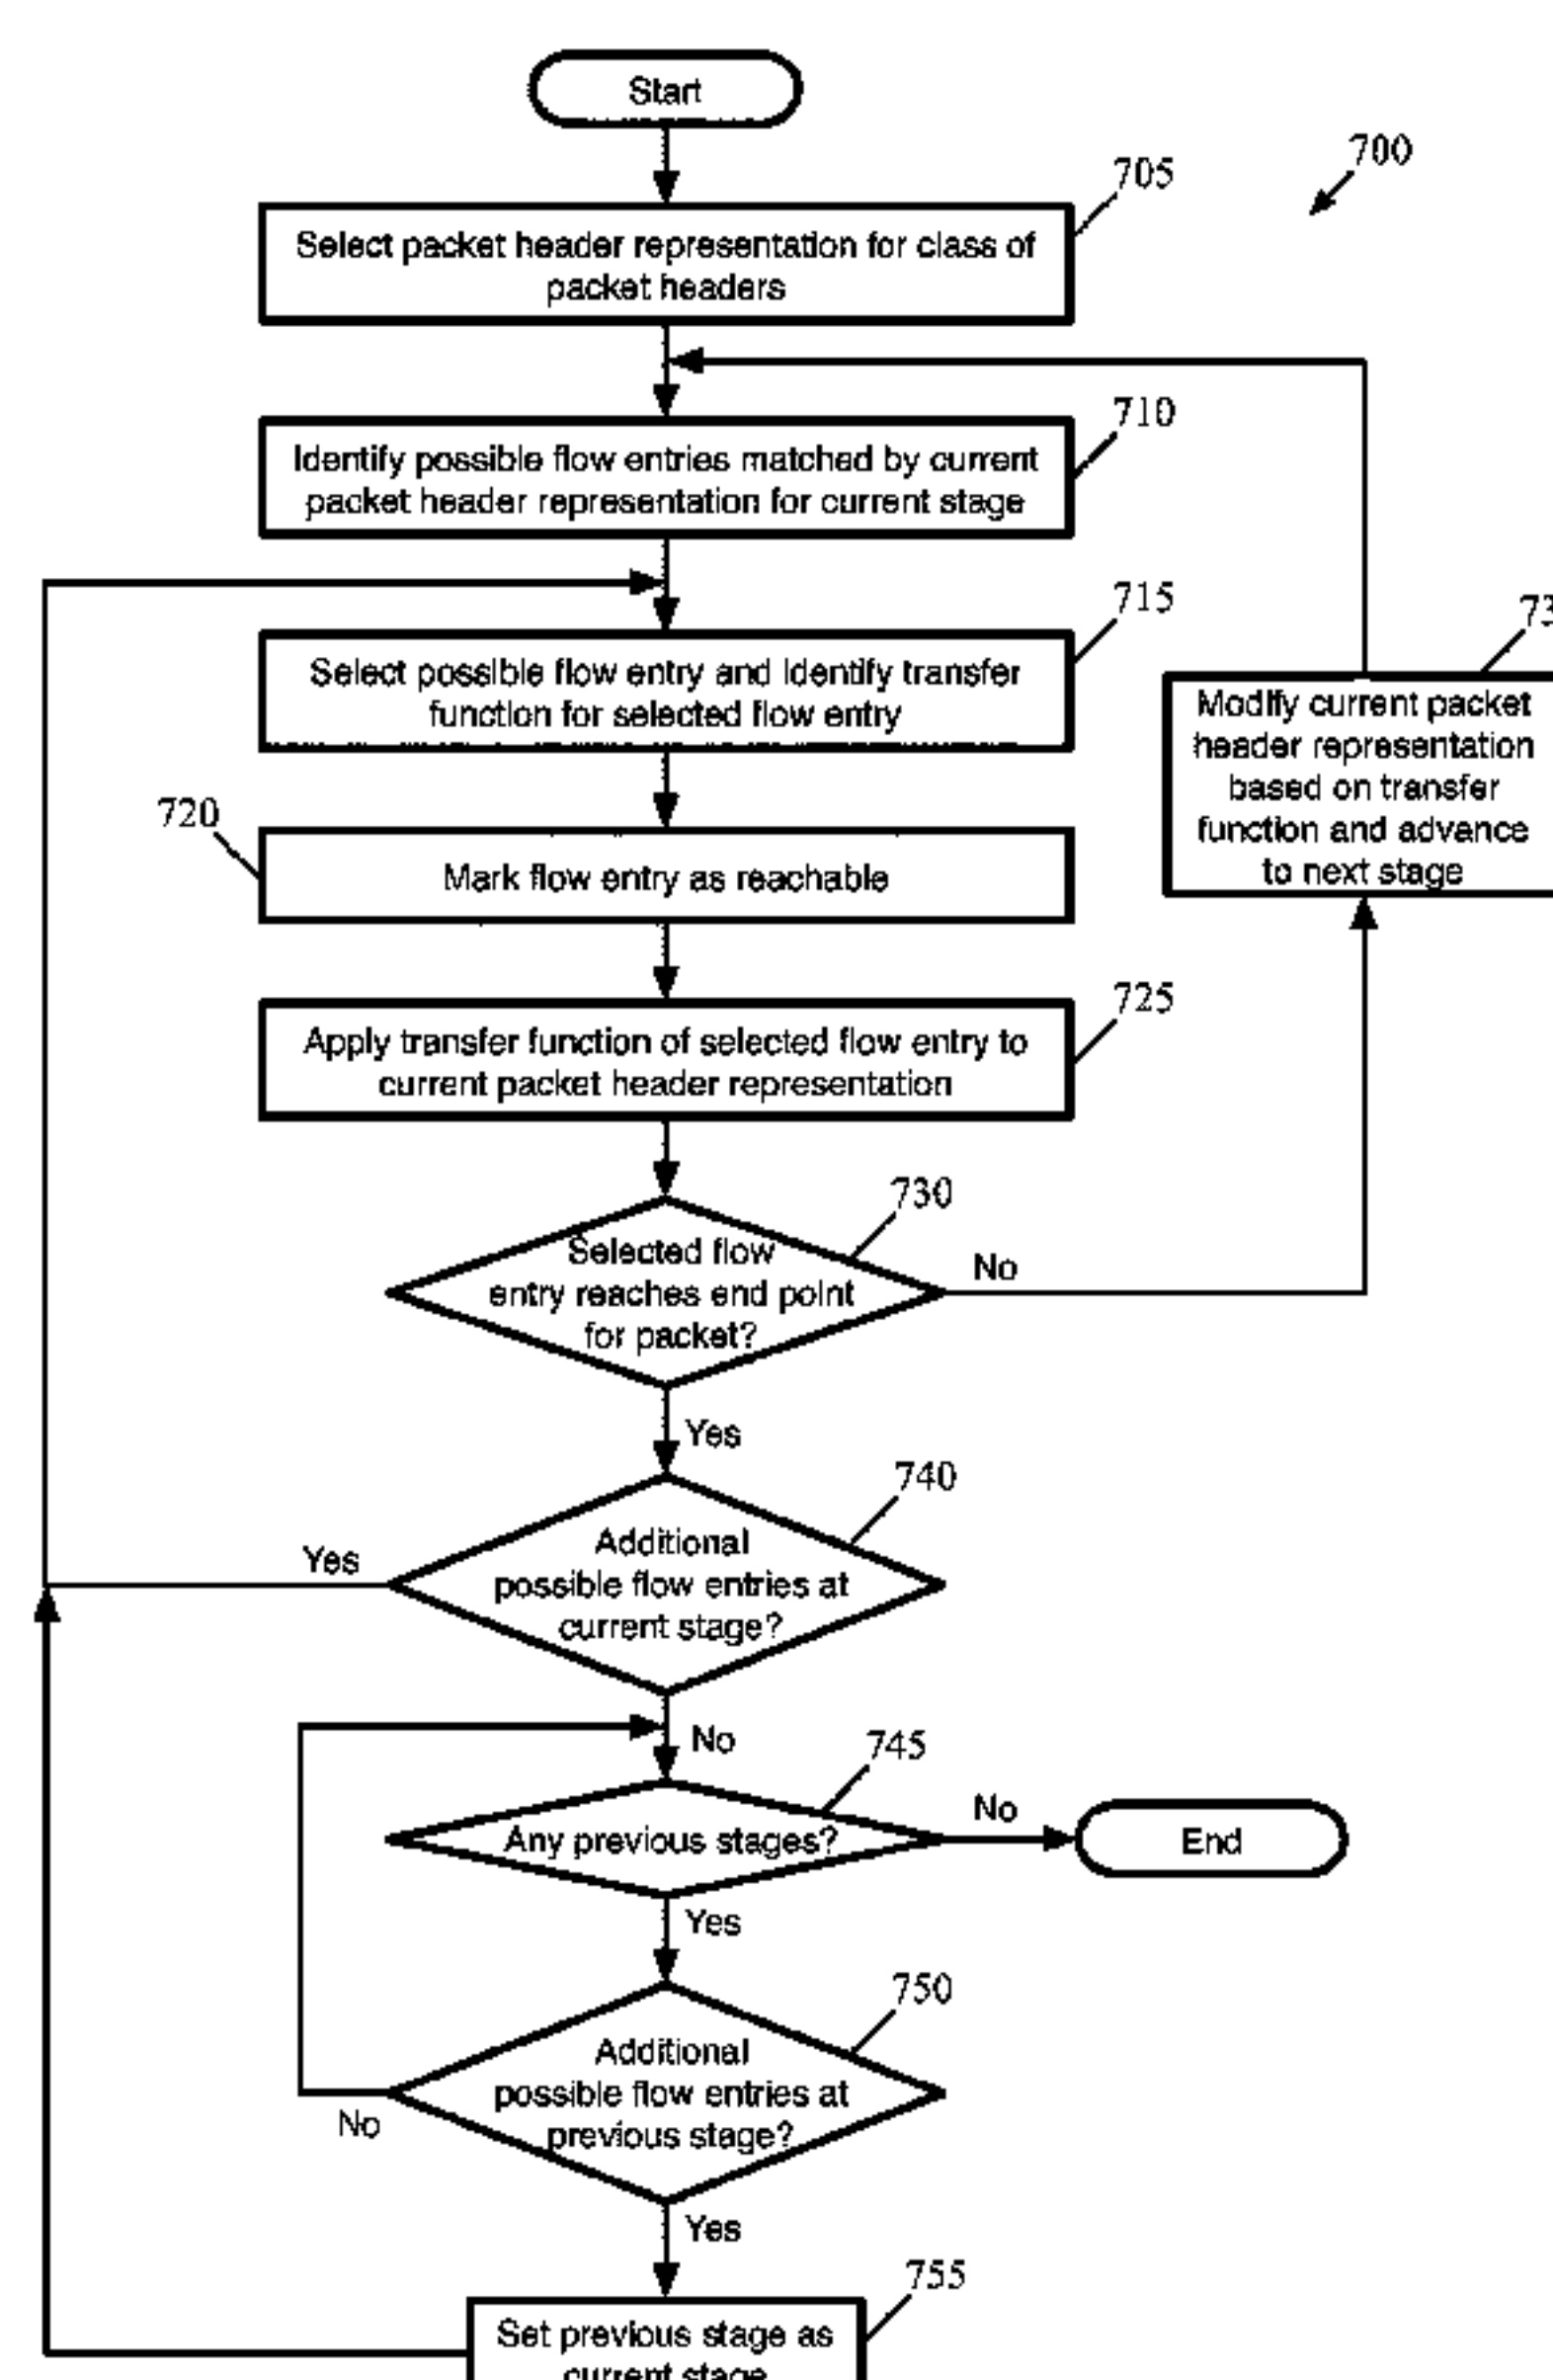 Start
700
705
Select packet header representation for class of
packet headers
710
Identify possible flow entries matched by current
packet header representation for current stage
715
Select possible flow entry and identify transfer
function for selected flow entry
Modify current packet
header representation
based on transfer
function and advance
to next stage
720
Mark flow entry as reachable
725
Apply transfer function of selected flow entry to
current packet header representation
730
Selected flow
entry reaches end point
for packet?
No
Yes
740
Additional
possible flow entries at
current stage?
Yes
No
745
Any previous stages?
No
End
Yes
750
Additional
possible flow entries at
previous stage?
No
Yes
755
Set previous stage as
current stage